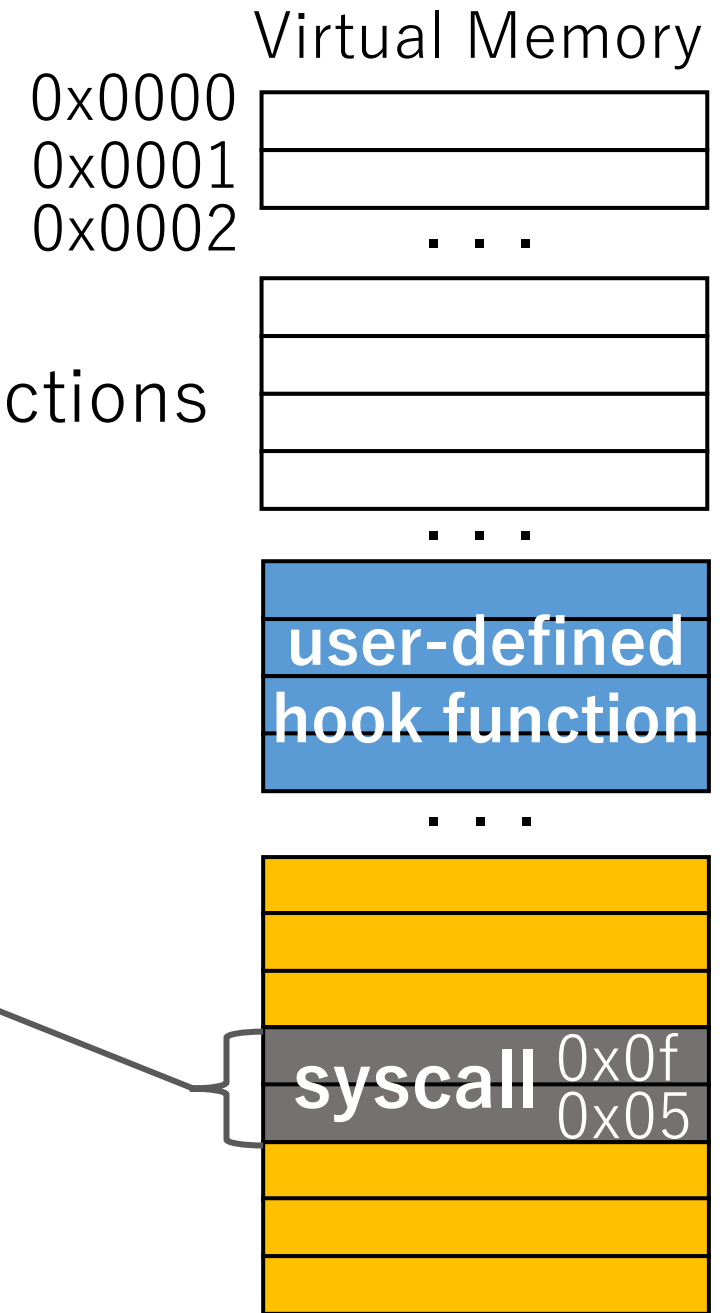 Virtual Memory
0x0000
0x0001
0x0002
. . .
ctions
. . .
user-defined
hook function
. . .
syscall 0x0f
0x05